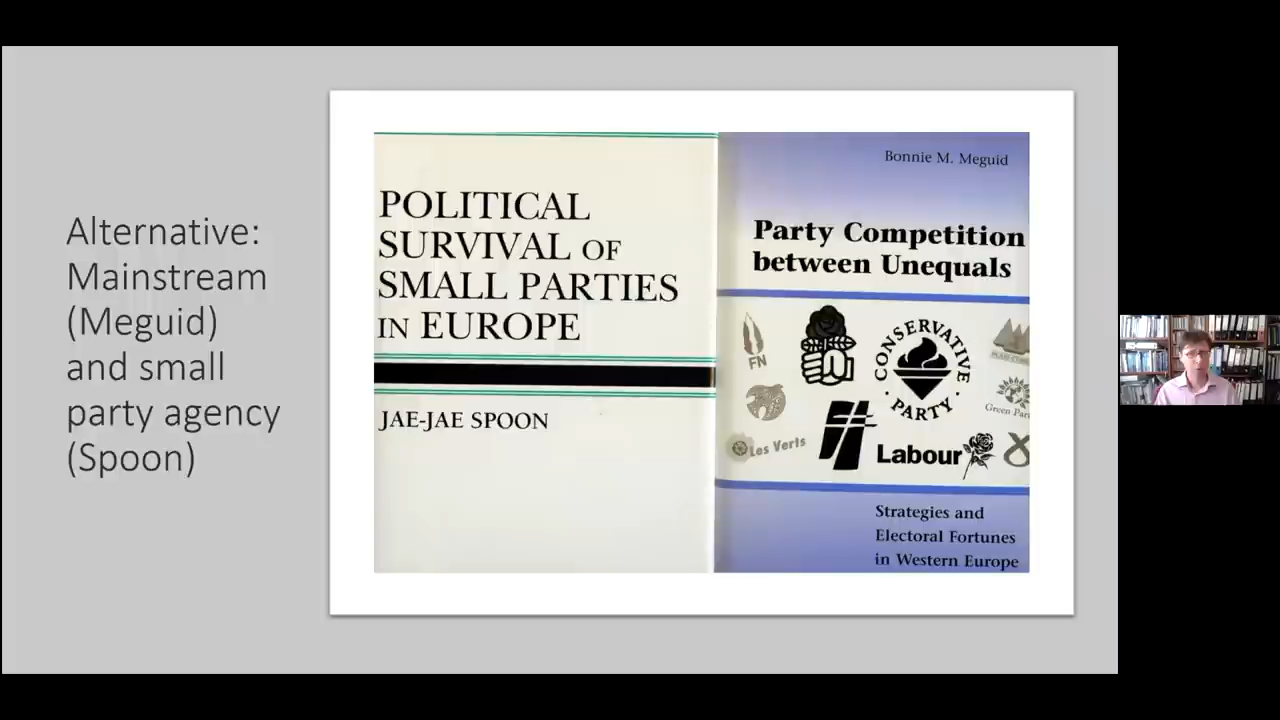 Alternative:
Mainstream
(Meguid)
and small
party agency
(Spoon)
POLITICAL
SURVIVAL OF
SMALL PARTIES
IN EUROPE
JAE-JAE SPOON
Bonnie M. Meguid
Party Competition
between Unequals
FN
CONSERVATIVE
PARTY
Green Par
Les Verts
Labour
Strategies and
Electoral Fortunes
in Western Europe